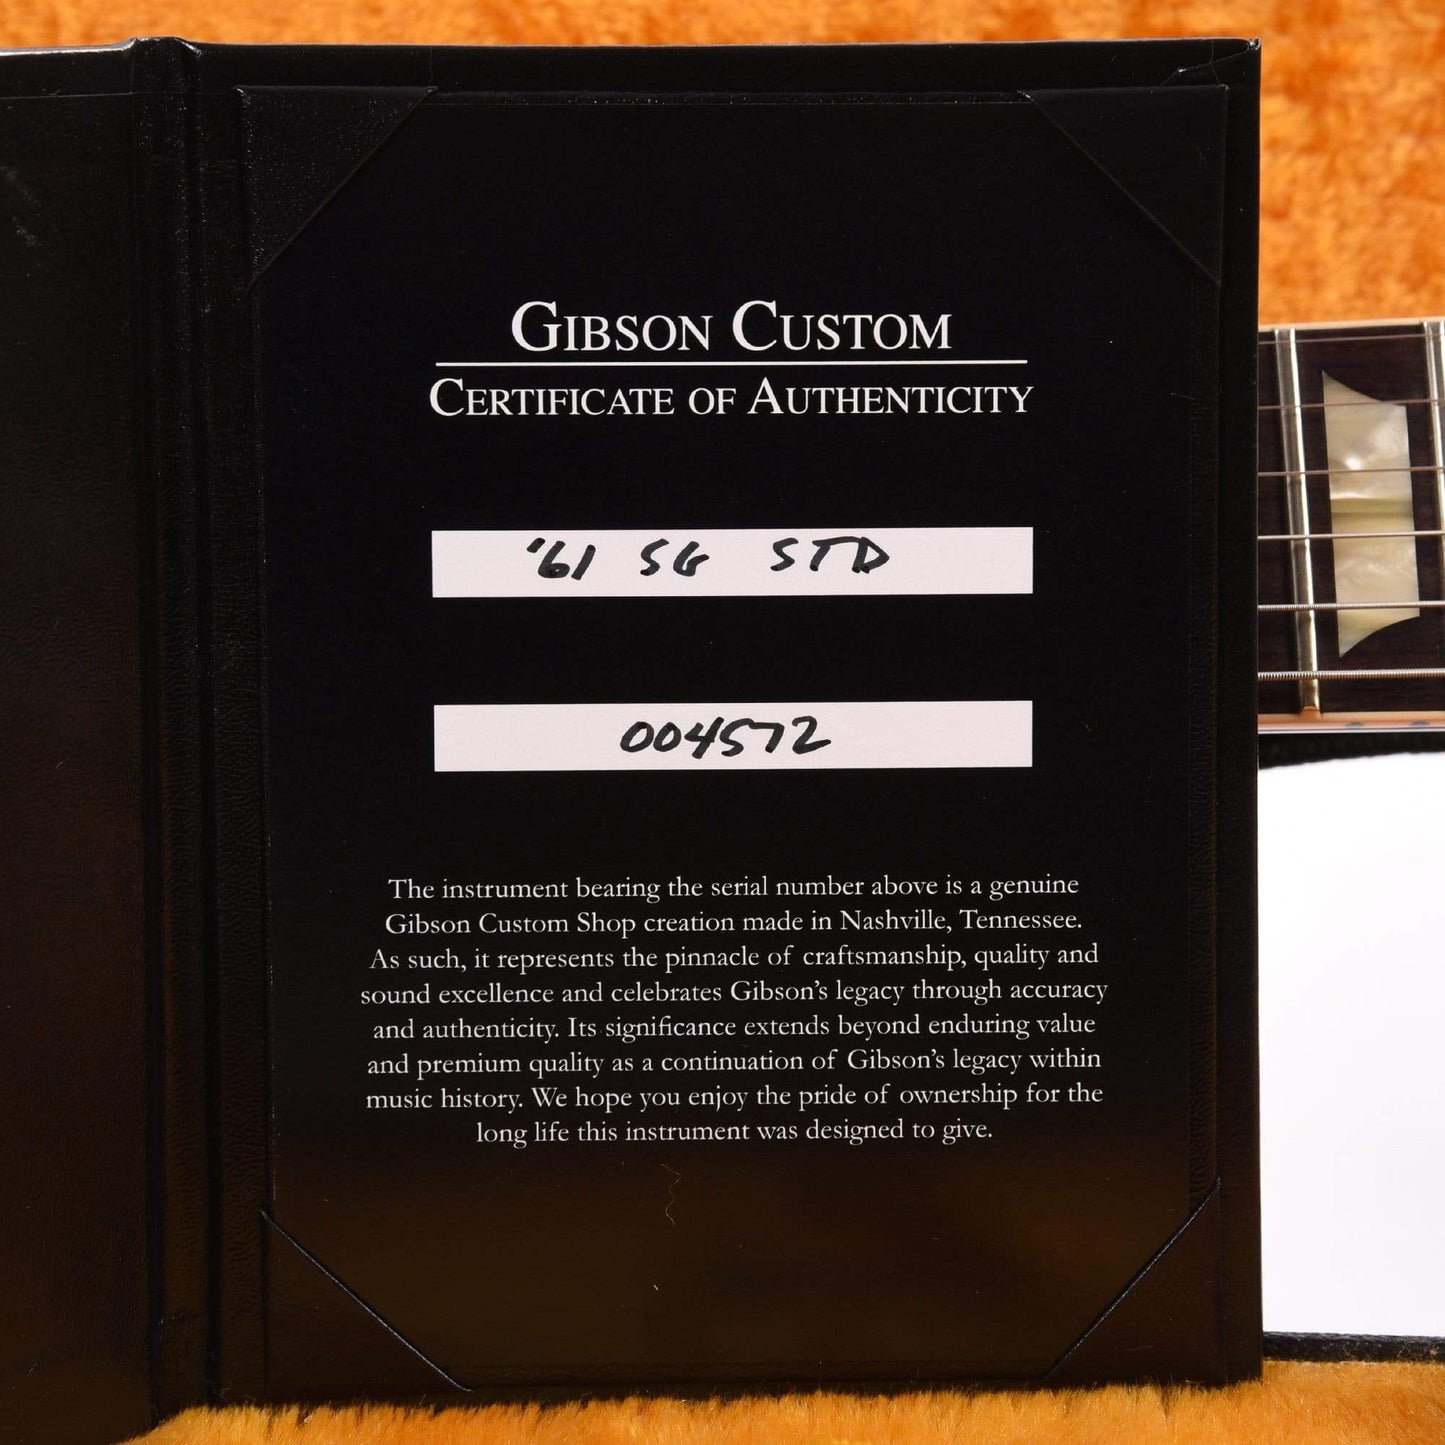 GIBSON CUSTOM
CERTIFICATE OF AUTHENTICITY
'61 SG STD
004572
The instrument bearing the serial number above is a genuine
Gibson Custom Shop creation made in Nashville, Tennessee.
As such, it represents the pinnacle of craftsmanship, quality and
sound excellence and celebrates Gibson's legacy through accuracy
and authenticity. Its significance extends beyond enduring value
and premium quality as a continuation of Gibson's legacy within
music history. We hope you enjoy the pride of ownership for the
long life this instrument was designed to give.